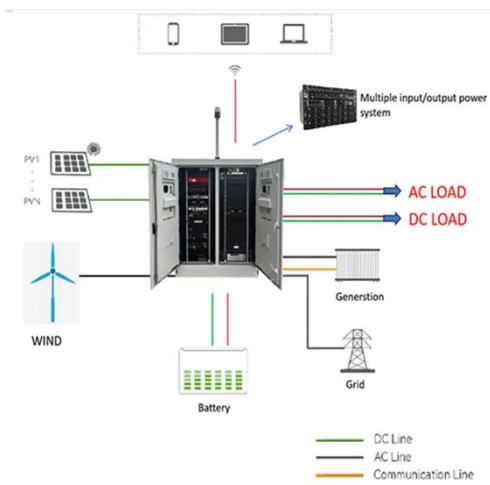 Multiple input/output power
system
PV1
PVN
AC LOAD
DC LOAD
WIND
Generstion
Grid
Battery
DC Line
AC Line
Communication Line